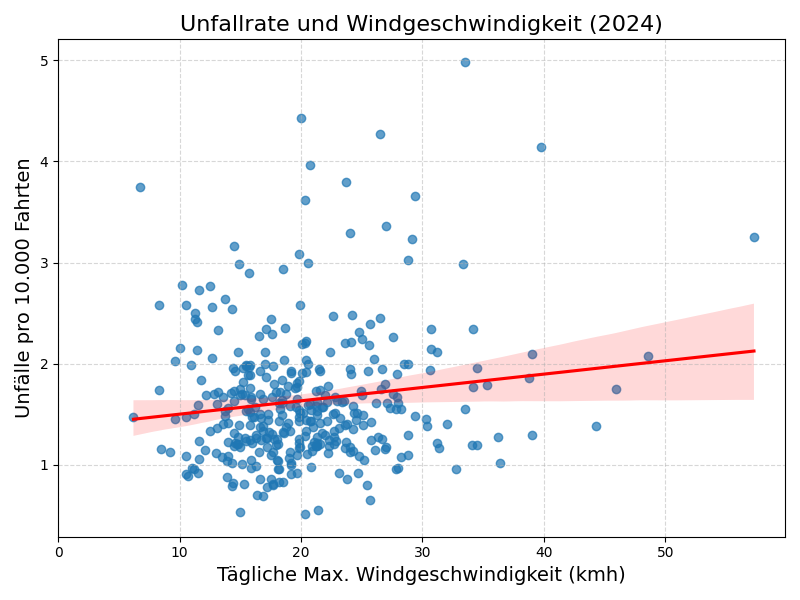 Unfallrate und Windgeschwindigkeit (2024)
Unfälle pro 10.000 Fahrten
5
4
3
2
1
0 10 20 30 40 50
Tägliche Max. Windgeschwindigkeit (kmh)